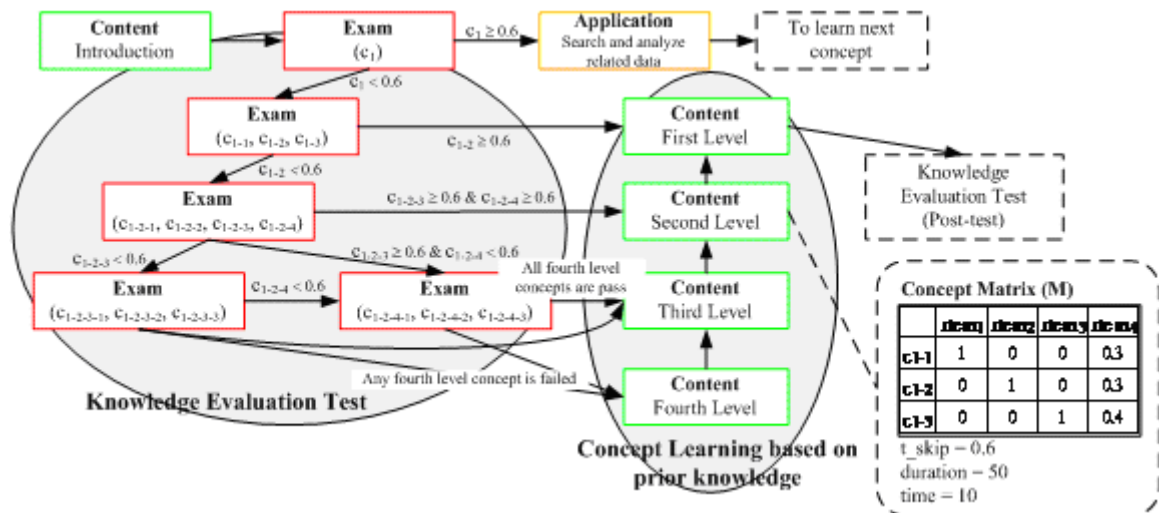 Content
Introduction
Exam
(c1)
c1 ≥ 0.6
Application
Search and analyze
related data
To learn next
concept
c1 < 0.6
Exam
(c1-1, c1-2, c1-3)
c1-2 ≥ 0.6
Content
First Level
c1-2 < 0.6
Knowledge
Evaluation Test
(Post-test)
Exam
(c1-2-1, c1-2-2, c1-2-3, c1-2-4)
c1-2-3 ≥ 0.6 & c1-2-4 ≥ 0.6
Content
Second Level
c1-2-3 < 0.6
c1-2-3 ≥ 0.6 & c1-2-4 < 0.6
Exam
(c1-2-3-1, c1-2-3-2, c1-2-3-3)
c1-2-4 < 0.6
Exam
(c1-2-4-1, c1-2-4-2, c1-2-4-3)
All fourth level
concepts are pass
Content
Third Level
Any fourth level concept is failed
Content
Fourth Level
Knowledge Evaluation Test
Concept Learning based on
prior knowledge
Concept Matrix (M)
c1-1 1 0 0 0.3
c1-2 0 1 0 0.3
c1-3 0 0 1 0.4
t_skip = 0.6
duration = 50
time = 10